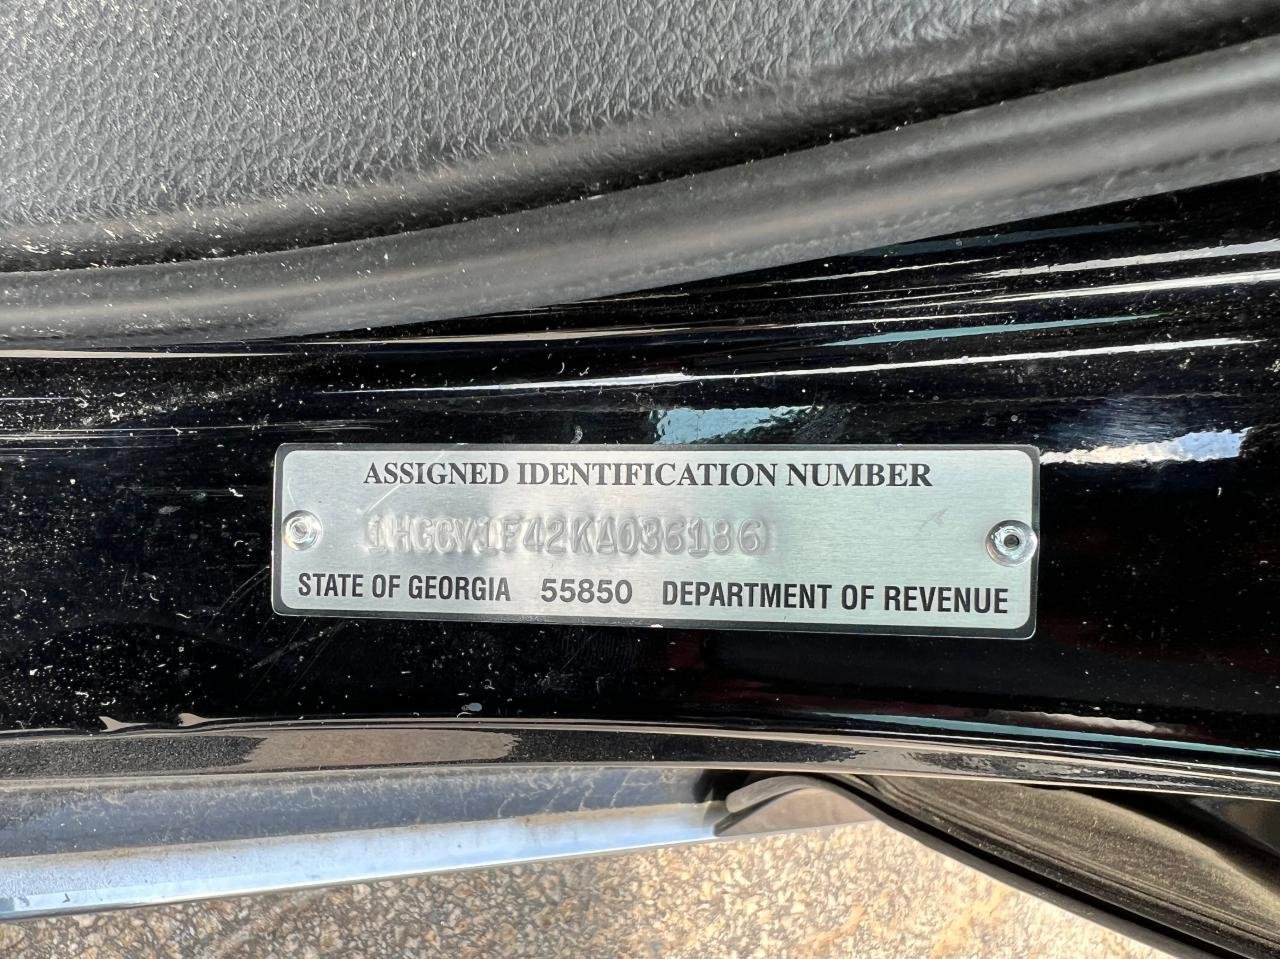 ASSIGNED IDENTIFICATION NUMBER
1HGCV1F42KA036186
STATE OF GEORGIA 55850 DEPARTMENT OF REVENUE